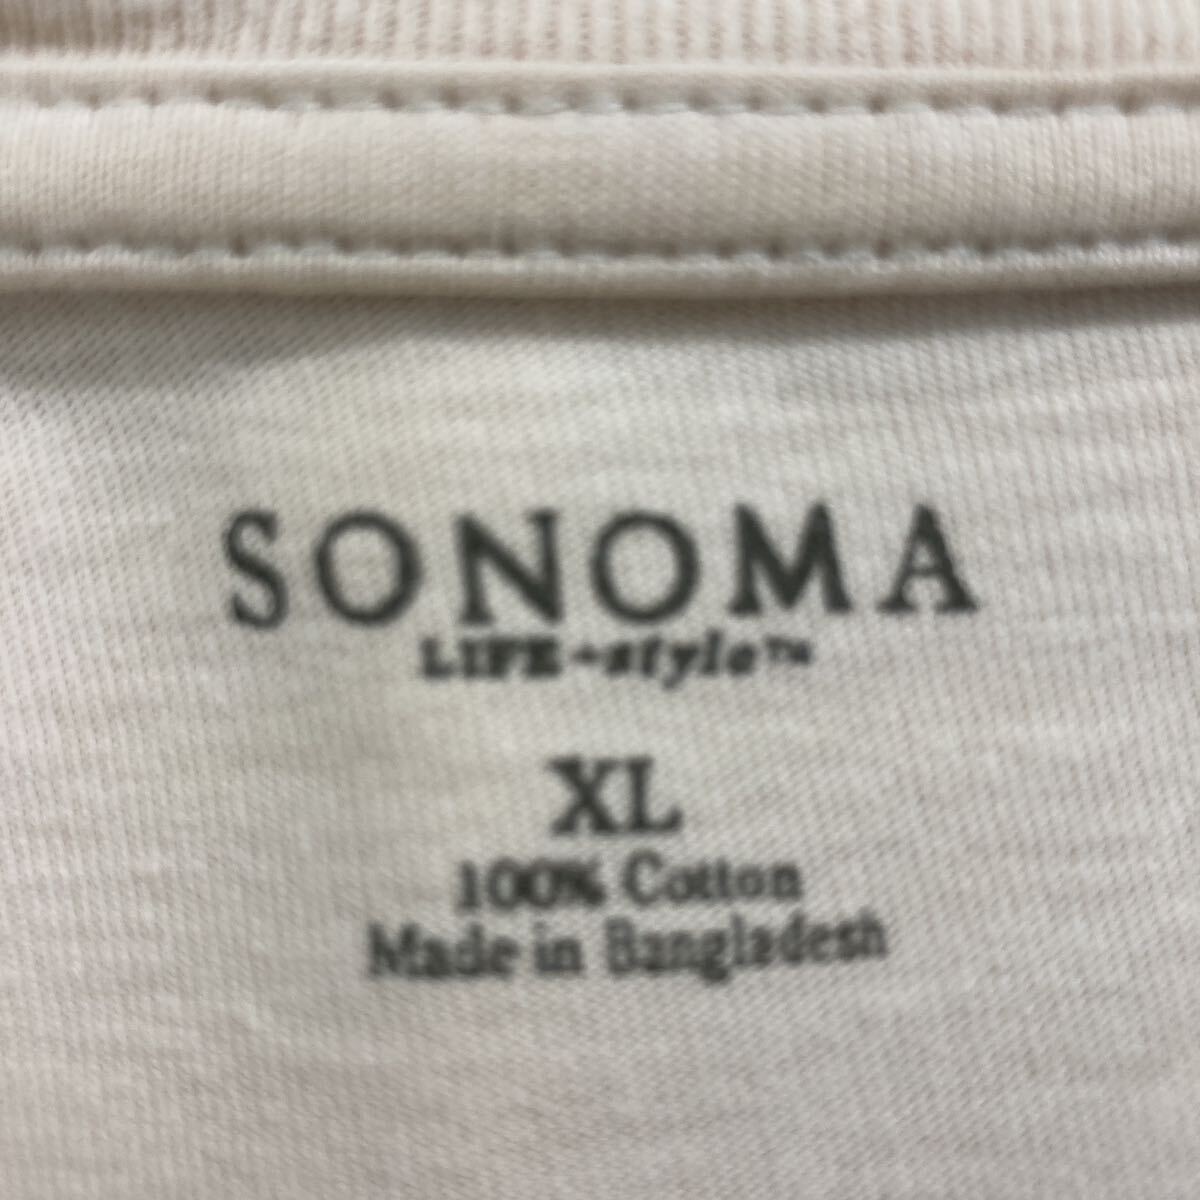 SONOMA
LIFE + style™
XL
100% Cotton
Made in Bangladesh